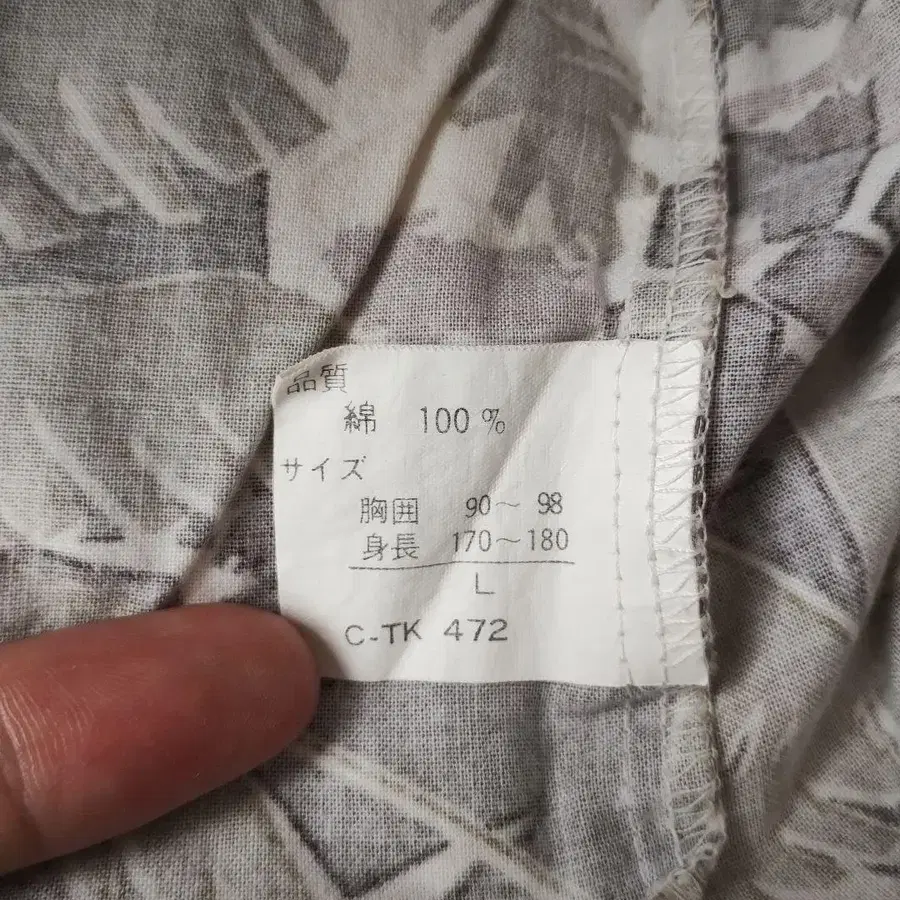 品質
綿 100%
サイズ
胸囲 90〜98
身長 170〜180
L
C-TK 472